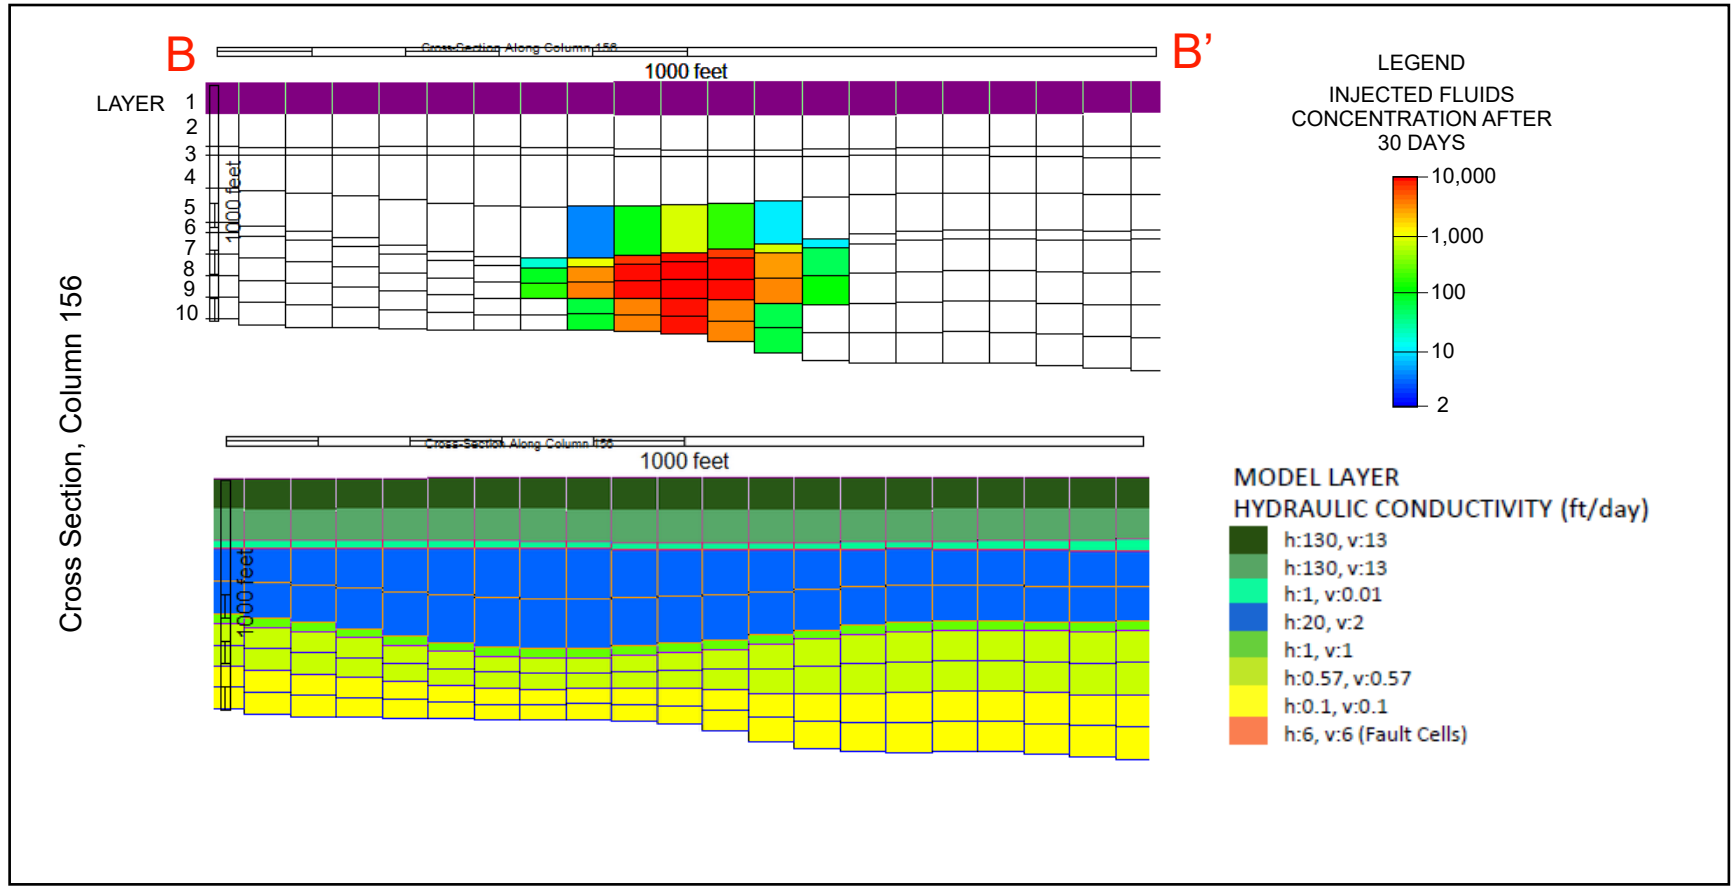 B
Cross-Section Along Column 156
B’
1000 feet
LEGEND
INJECTED FLUIDS
CONCENTRATION AFTER
30 DAYS
LAYER
1
2
3
4
5
6
7
8
9
10
1000 feet
10,000
1,000
100
10
2
Cross Section, Column 156
Cross-Section Along Column 156
1000 feet
1000 feet
MODEL LAYER
HYDRAULIC CONDUCTIVITY (ft/day)
h:130, v:13
h:130, v:13
h:1, v:0.01
h:20, v:2
h:1, v:1
h:0.57, v:0.57
h:0.1, v:0.1
h:6, v:6 (Fault Cells)